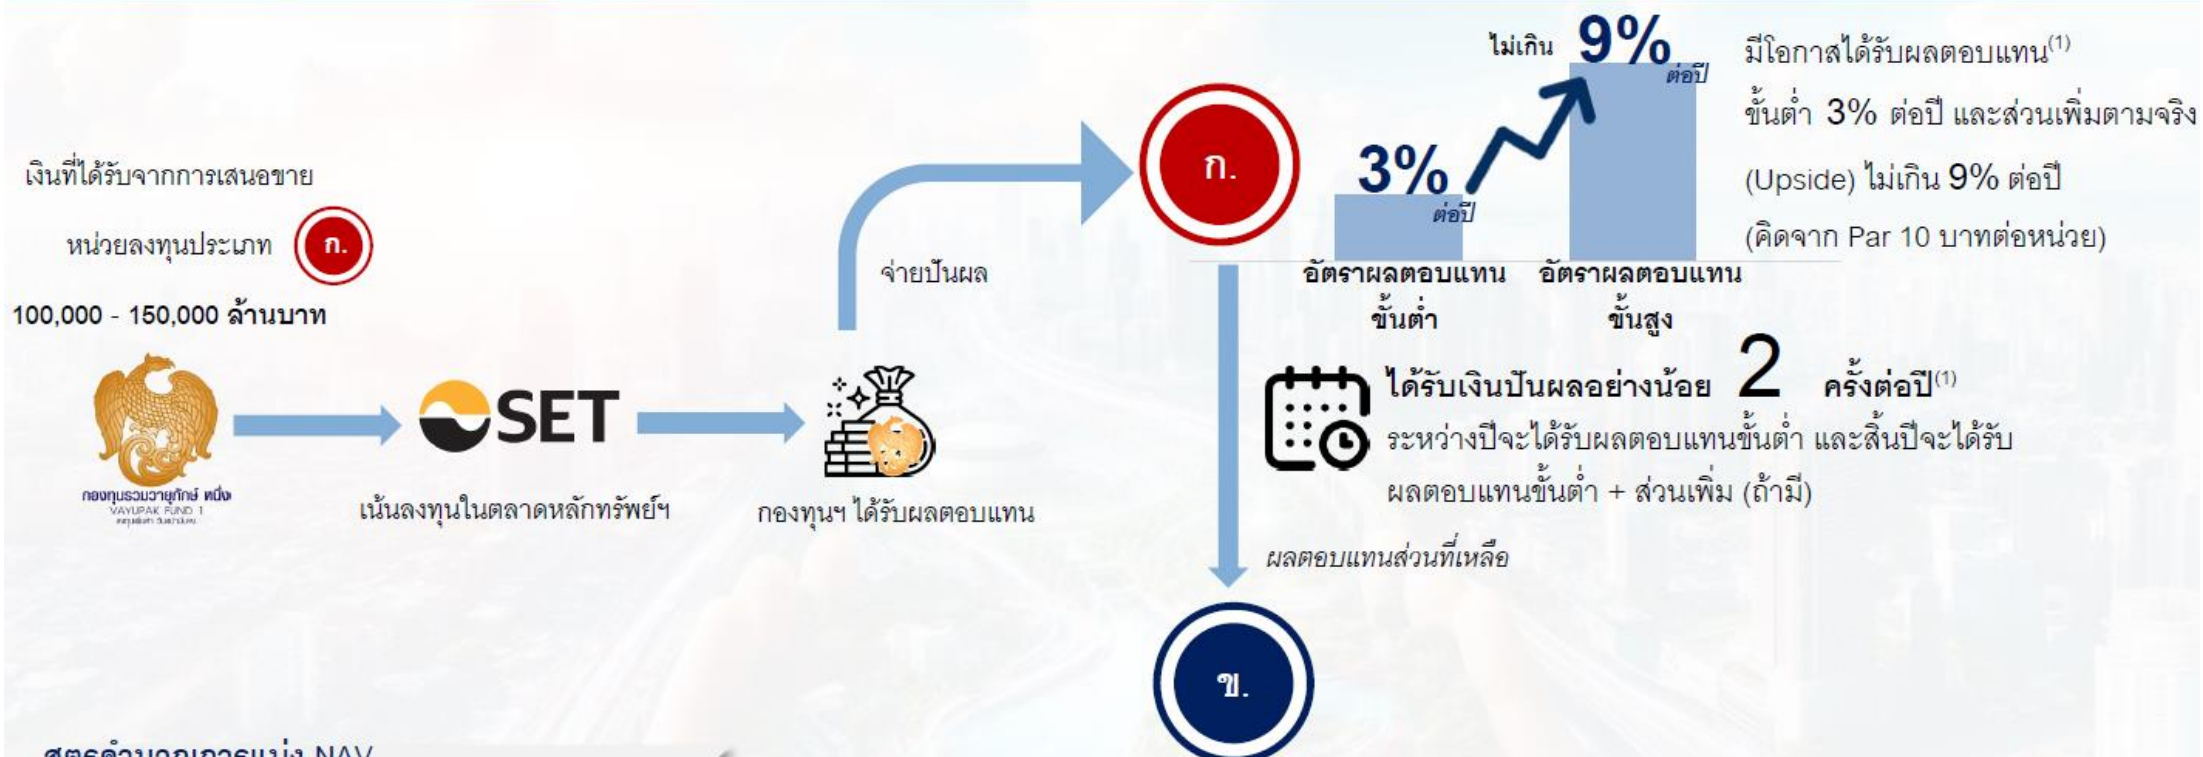 เงินที่ได้รับจากการเสนอขาย
หน่วยลงทุนประเภท ก.
100,000 - 150,000 ล้านบาท
กองทุนรวมวายุภักษ์ หนึ่ง
VAYUPAK FUND 1
SET
เน้นลงทุนในตลาดหลักทรัพย์ฯ
กองทุนฯ ได้รับผลตอบแทน
จ่ายปันผล
ก.
3%
ต่อปี
ไม่เกิน 9%
ต่อปี
อัตราผลตอบแทน
ขั้นต่ำ
อัตราผลตอบแทน
ขั้นสูง
มีโอกาสได้รับผลตอบแทน(1)
ขั้นต่ำ 3% ต่อปี และส่วนเพิ่มตามจริง
(Upside) ไม่เกิน 9% ต่อปี
(คิดจาก Par 10 บาทต่อหน่วย)
ได้รับเงินปันผลอย่างน้อย 2 ครั้งต่อปี(1)
ระหว่างปีจะได้รับผลตอบแทนขั้นต่ำ และสิ้นปีจะได้รับ
ผลตอบแทนขั้นต่ำ + ส่วนเพิ่ม (ถ้ามี)
ผลตอบแทนส่วนที่เหลือ
ข.
สูตรคำนวณการแบ่ง NAV